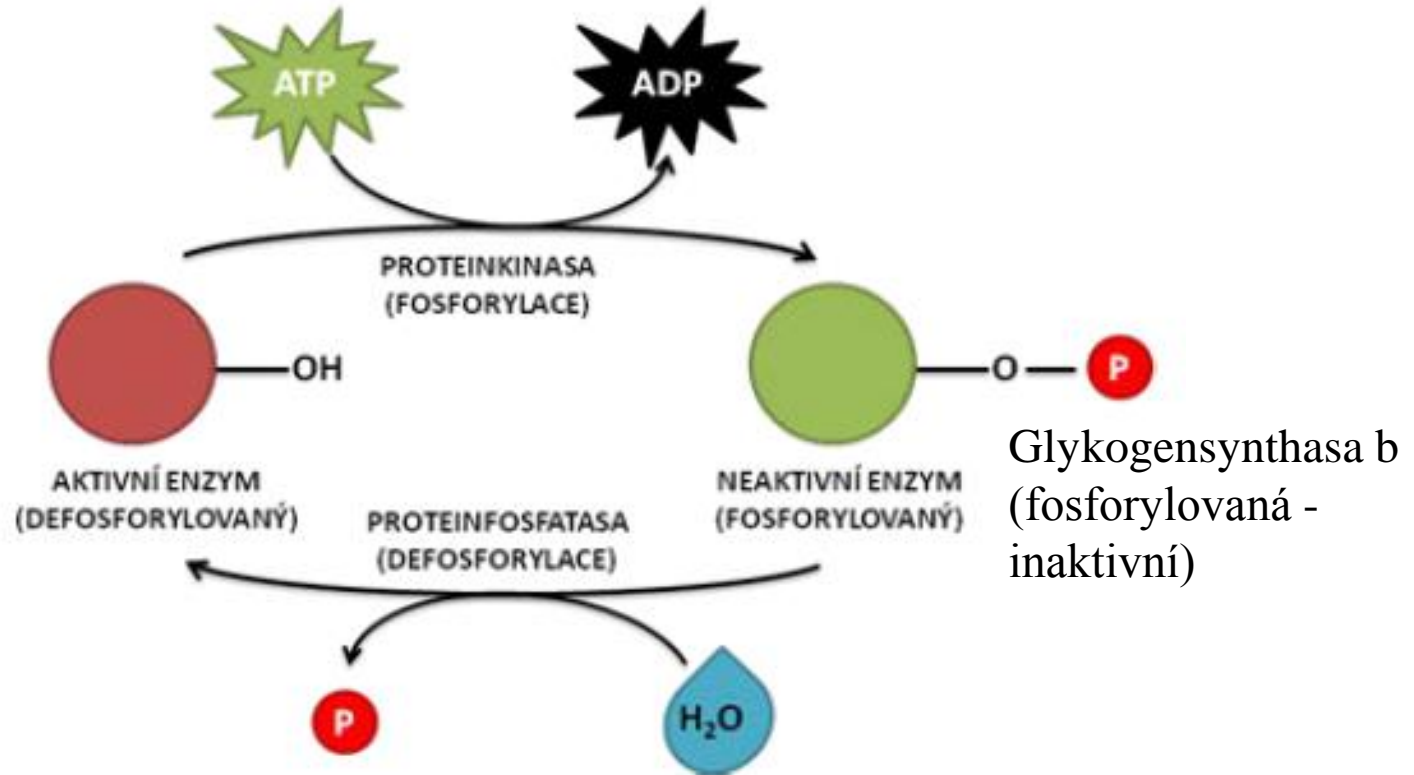 ATP
ADP
PROTEINKINASA
(FOSFORYLACE)
OH
O
P
AKTIVNÍ ENZYM
(DEFOSFORYLOVANÝ)
NEAKTIVNÍ ENZYM
(FOSFORYLOVANÝ)
Glykogensynthasa b
(fosforylovaná -
inaktivní)
PROTEINFOSFATASA
(DEFOSFORYLACE)
P
H₂O